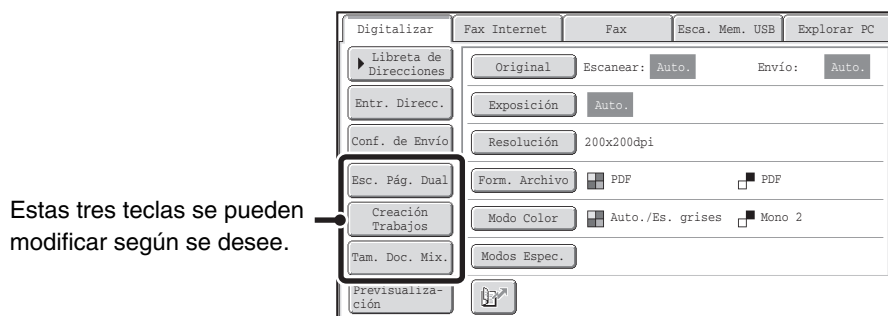 Digitalizar Fax Internet Fax Esca. Mem. USB Explorar PC
Libreta de
Direcciones
Original Escanear: Auto. Envío: Auto.
Entr. Direcc.
Exposición Auto.
Conf. de Envío
Resolución 200x200dpi
Esc. Pág. Dual
Form. Archivo PDF PDF
Estas tres teclas se pueden
modificar según se desee.
Creación
Trabajos
Modo Color Auto./Es. grises Mono 2
Tam. Doc. Mix.
Modos Espec.
Previsualiza-
ción